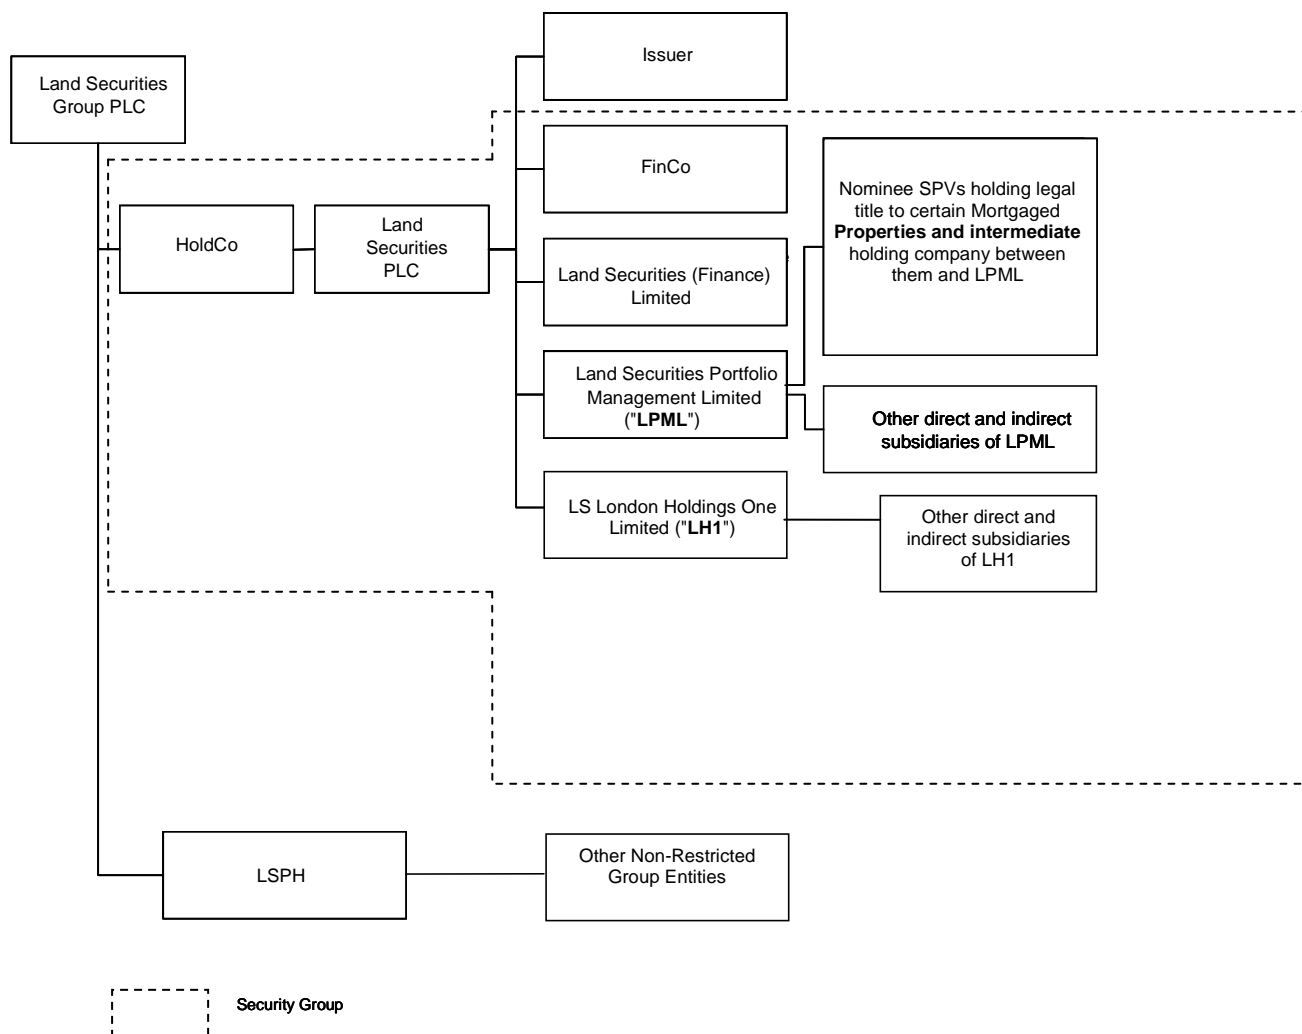 Land Securities
Group PLC
Issuer
FinCo
HoldCo
Land
Securities
PLC
Land Securities (Finance)
Limited
Land Securities Portfolio
Management Limited
("LPML")
LS London Holdings One
Limited ("LH1")
Nominee SPVs holding legal
title to certain Mortgaged
Properties and intermediate
holding company between
them and LPML
Other direct and indirect
subsidiaries of LPML
Other direct and
indirect subsidiaries
of LH1
LSPH
Other Non-Restricted
Group Entities
Security Group